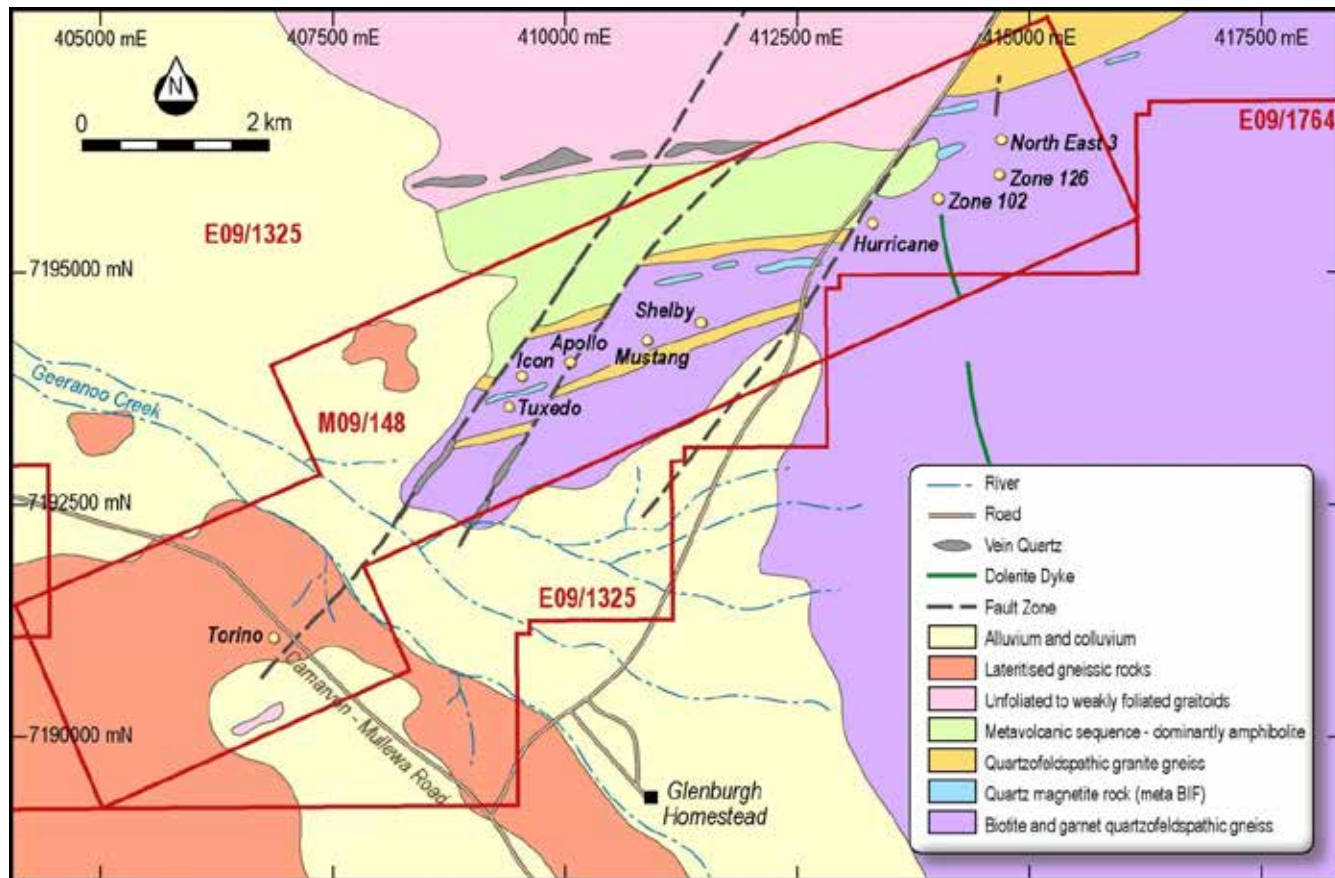 405000 mE
407500 mE
410000 mE
412500 mE
415000 mE
417500 mE
N
0 2 km
E09/1764
North East 3
Zone 126
Zone 102
E09/1325
Hurricane
7195000 mN
Shelby
Apollo
Mustang
Icon
Geeranoo Creek
Tuxedo
M09/148
7192500 mN
E09/1325
Torino
Carnarvon - Mullewa Road
7190000 mN
Glenburgh
Homestead
River
Road
Vein Quartz
Dolerite Dyke
Fault Zone
Alluvium and colluvium
Lateritised gneissic rocks
Unfoliated to weakly foliated graitoids
Metavolcanic sequence - dominantly amphibolite
Quartzofeldspathic granite gneiss
Quartz magnetite rock (meta BIF)
Biotite and garnet quartzofeldspathic gneiss